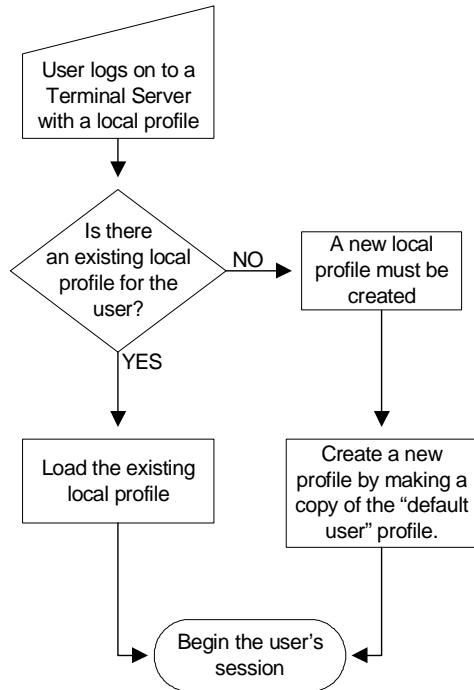 User logs on to a
Terminal Server
with a local profile
Is there
an existing local
profile for the
user?
NO
A new local
profile must be
created
YES
Load the existing
local profile
Create a new
profile by making a
copy of the “default
user” profile.
Begin the user’s
session